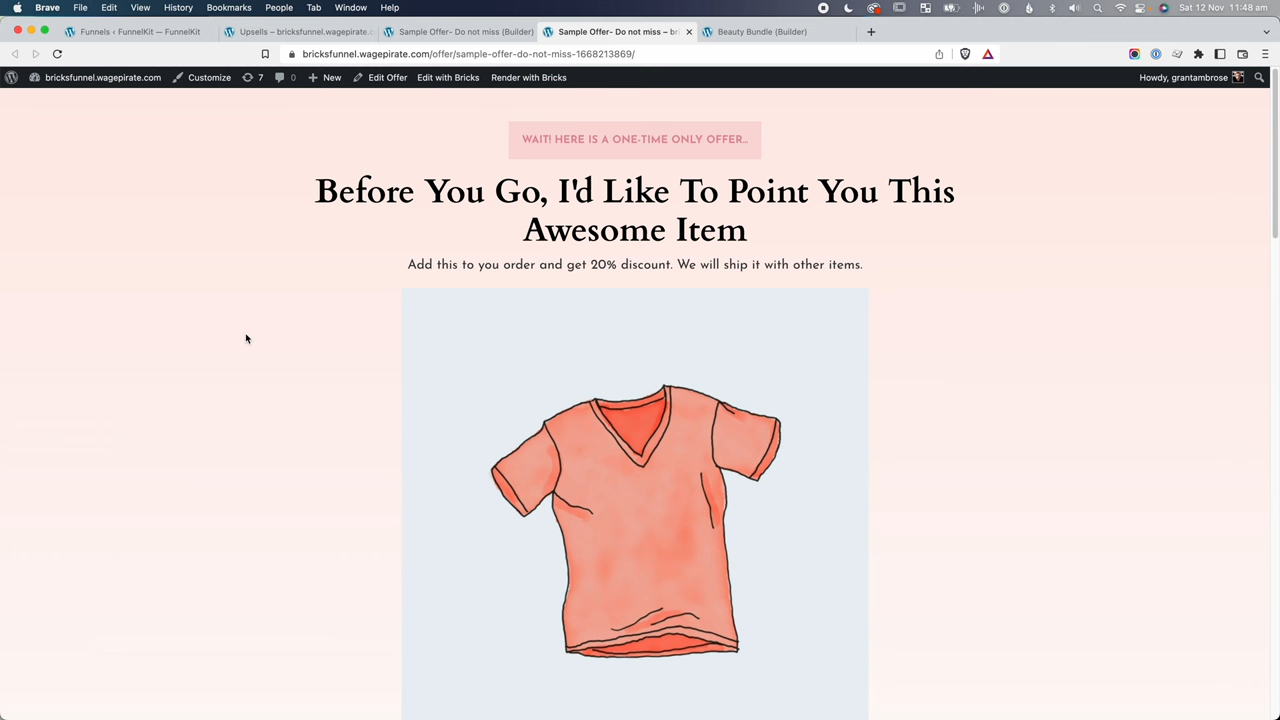 Brave File Edit View History Bookmarks People Tab Window Help Sat 12 Nov 11:48 am
Funnels ‹ FunnelKit — FunnelKit Upsells – bricksfunnel.wagepirate. Sample Offer- Do not miss (Builder) Sample Offer- Do not miss – bri Beauty Bundle (Builder)
bricksfunnel.wagepirate.com/offer/sample-offer-do-not-miss-1668213869/
bricksfunnel.wagepirate.com Customize 7 0 New Edit Offer Edit with Bricks Render with Bricks Howdy, grantambrose
WAIT! HERE IS A ONE-TIME ONLY OFFER..
Before You Go, I'd Like To Point You This
Awesome Item
Add this to you order and get 20% discount. We will ship it with other items.